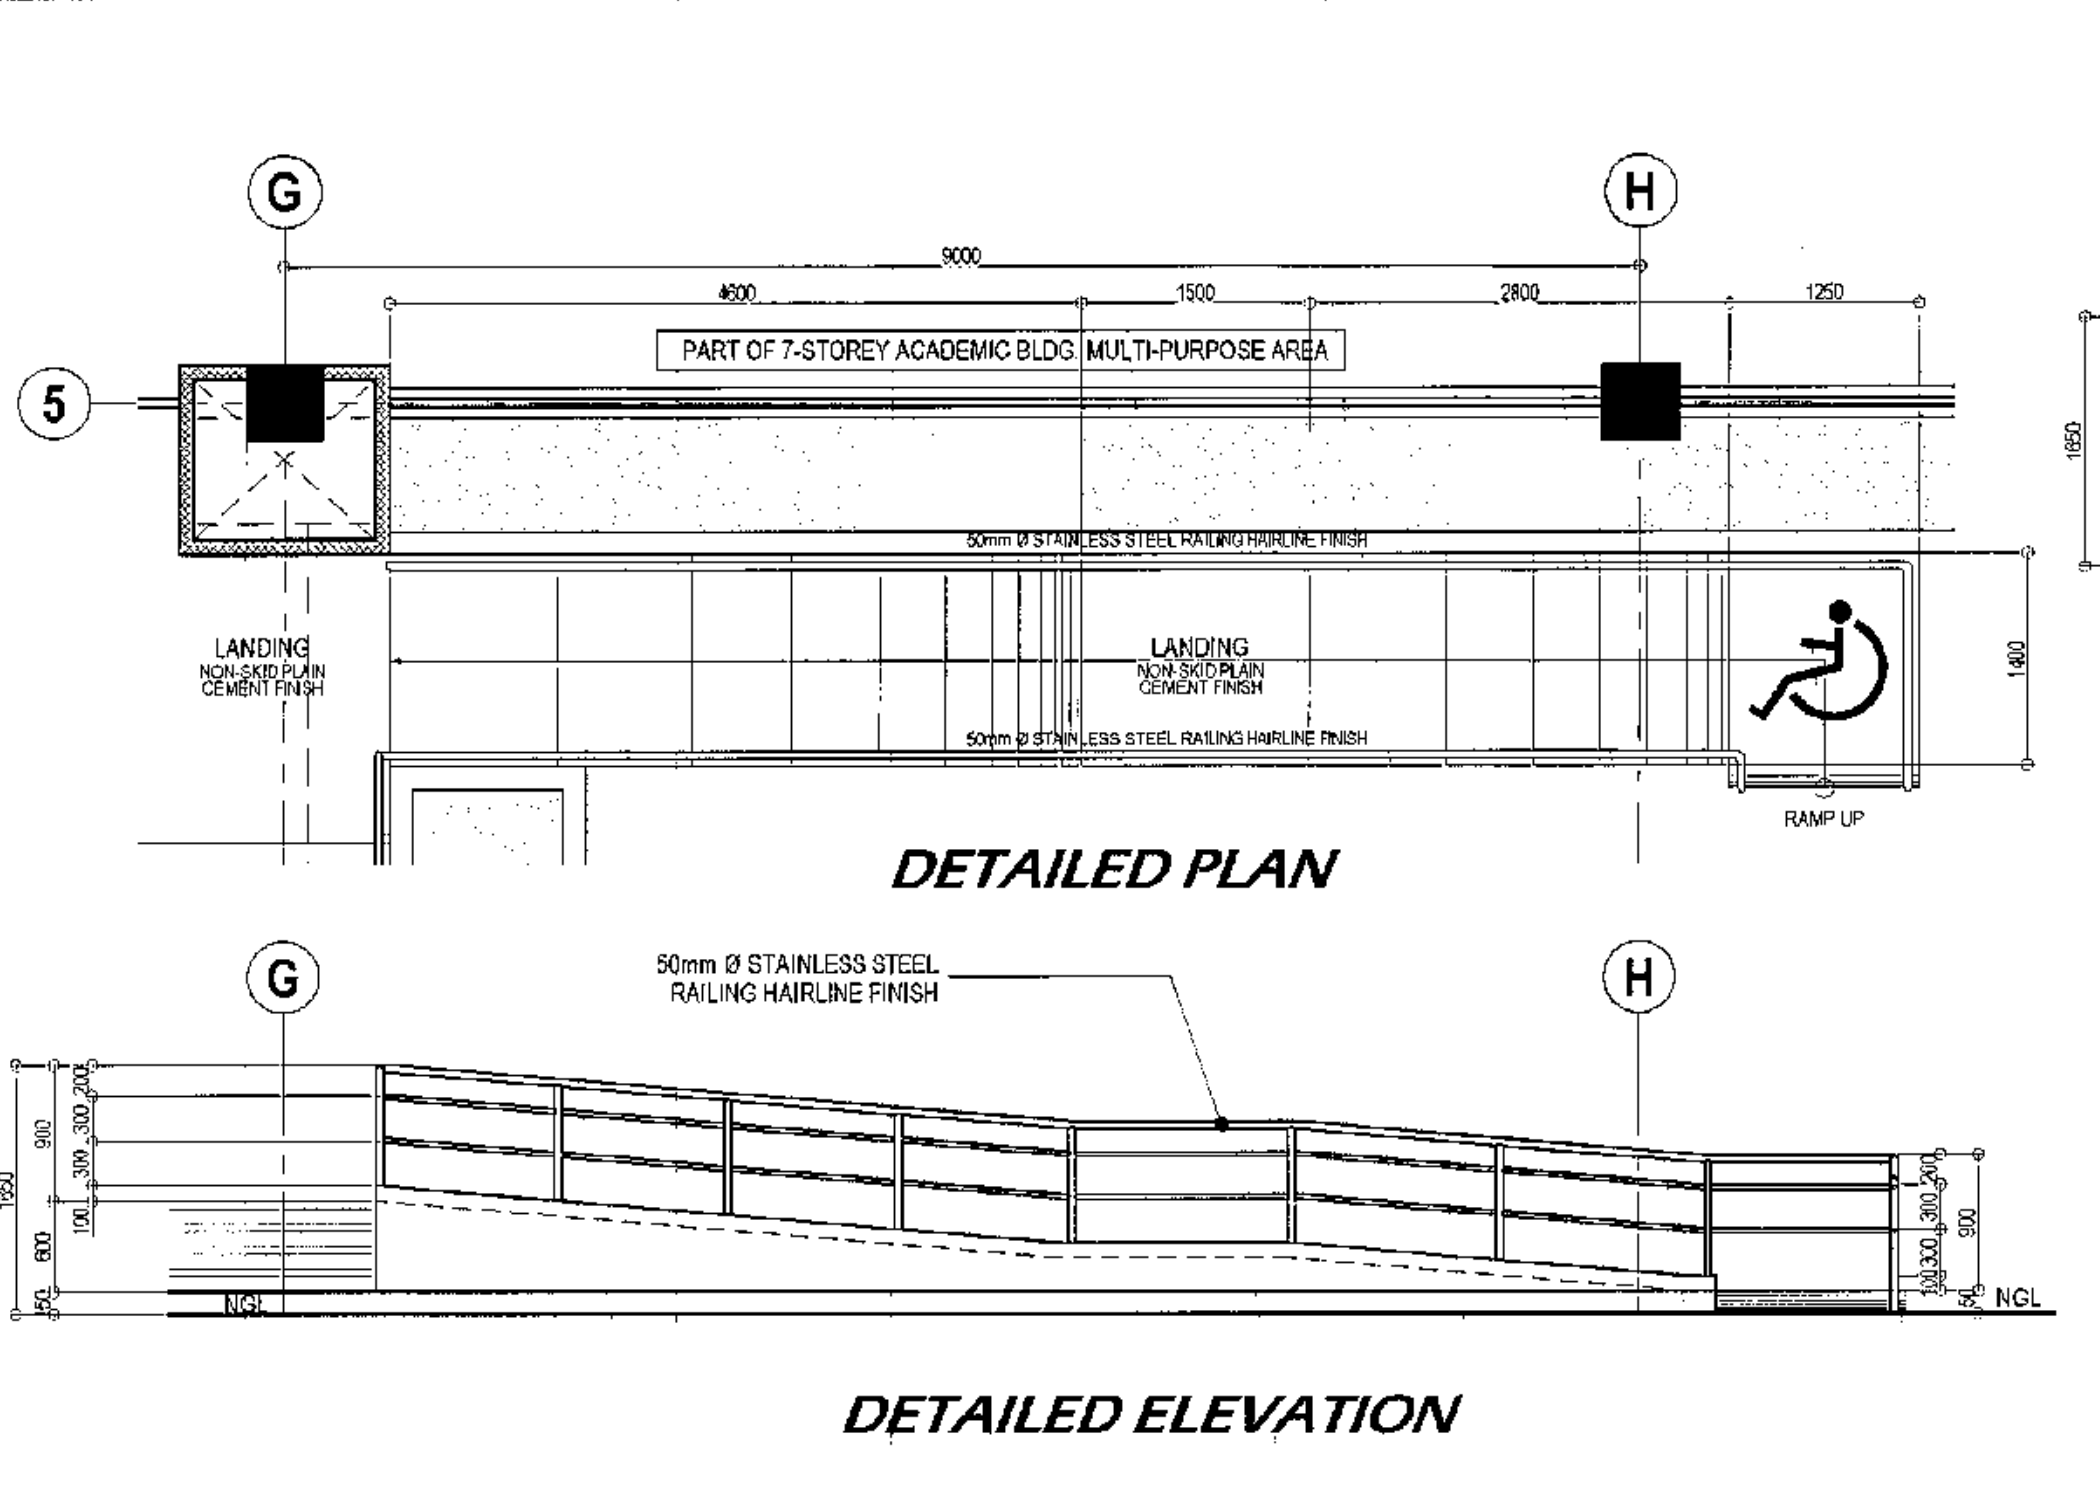 G
H
9000
4600
1500
2800
1250
PART OF 7-STOREY ACADEMIC BLDG. MULTI-PURPOSE AREA
5
1650
50mm Ø STAINLESS STEEL RAILING HAIRLINE FINISH
LANDING
NON-SKID PLAIN
CEMENT FINISH
LANDING
NON-SKID PLAIN
CEMENT FINISH
1400
50mm Ø STAINLESS STEEL RAILING HAIRLINE FINISH
RAMP UP
DETAILED PLAN
G
50mm Ø STAINLESS STEEL
RAILING HAIRLINE FINISH
H
200
300
300
100
900
600
200
300
300
100
900
NGL
NGL
DETAILED ELEVATION